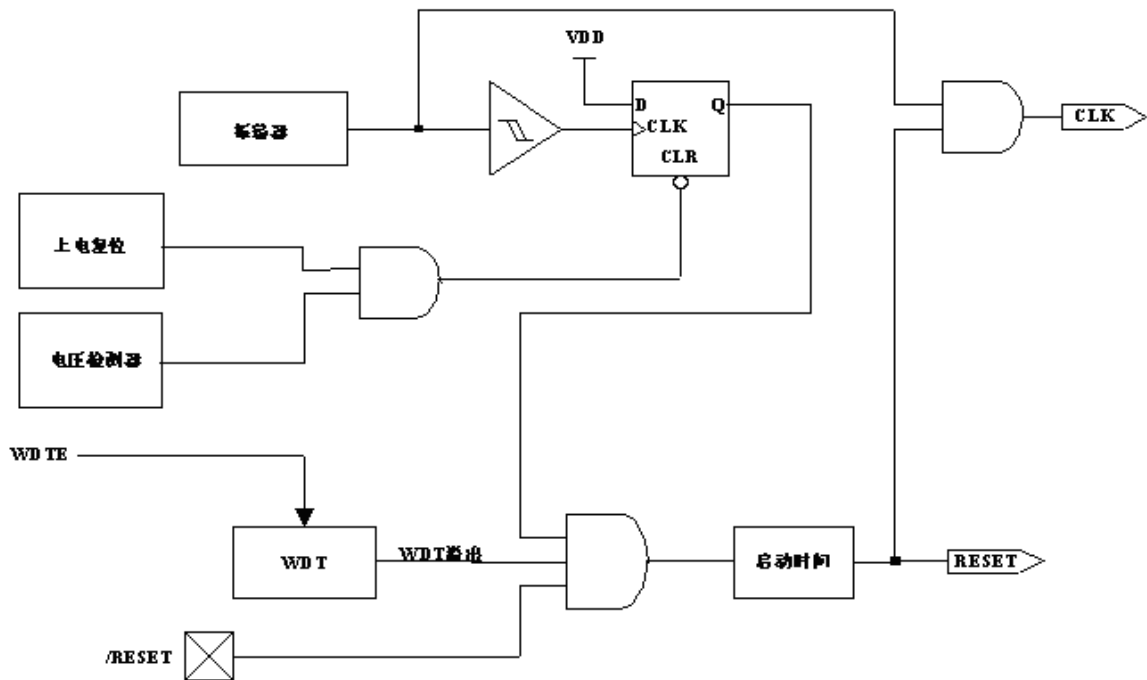 VDD
D
Q
CLK
CLR
CLK
振荡器
上电复位
电压检测器
WDTE
WDT
WDT溢出
启动时间
RESET
/RESET